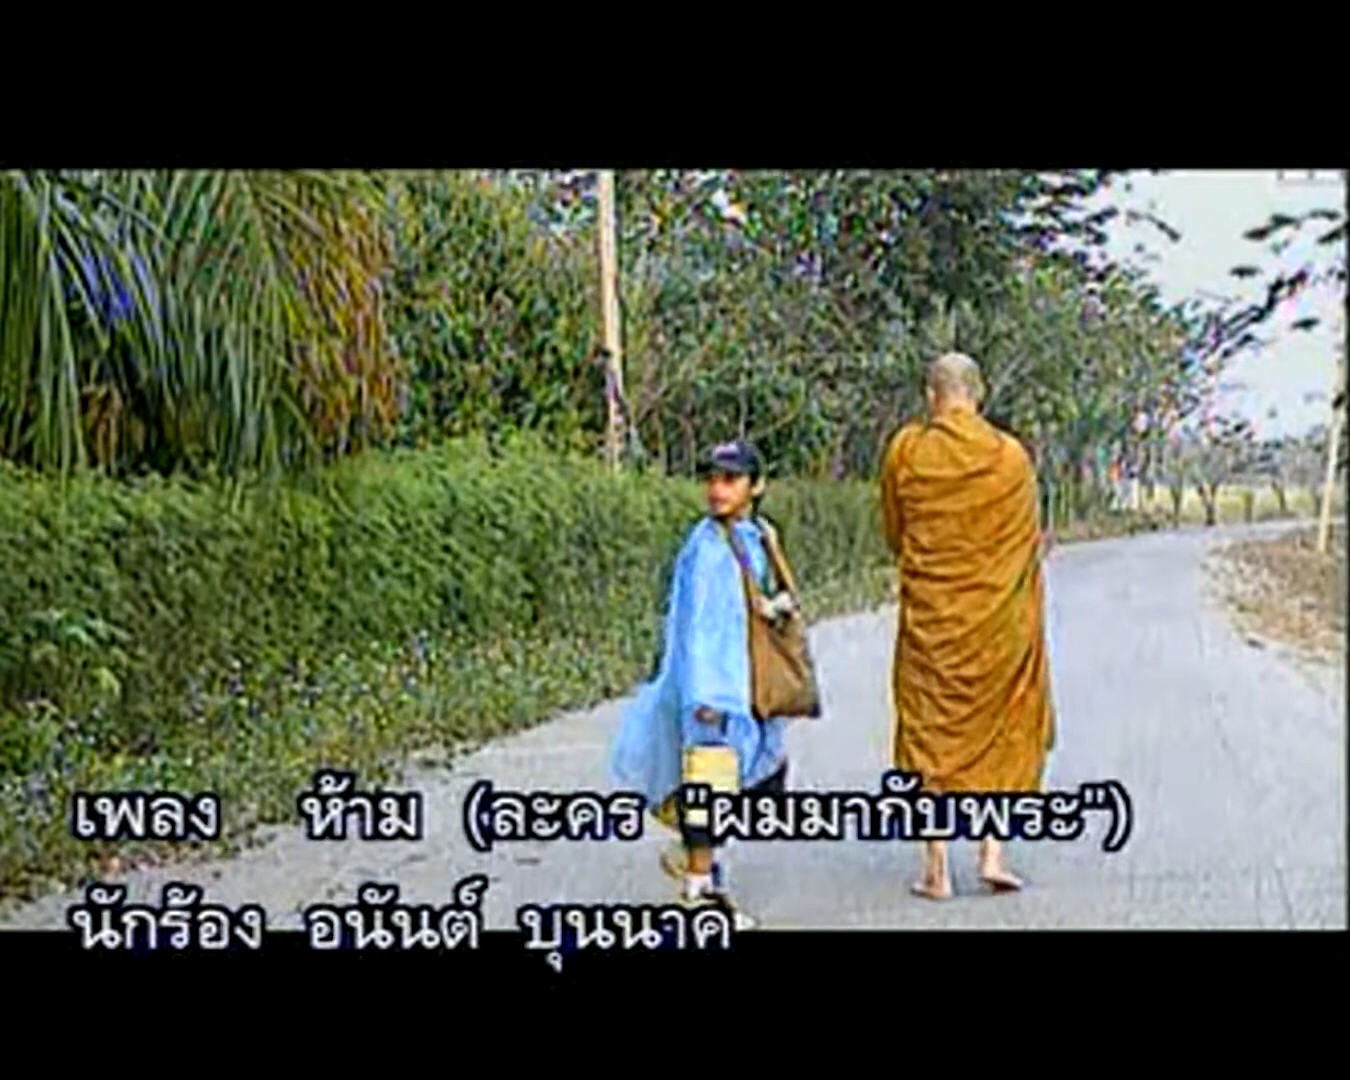 เพลง ห้าม (ละคร "ผมมากับพระ")
นักร้อง อนันต์ บุนนาค